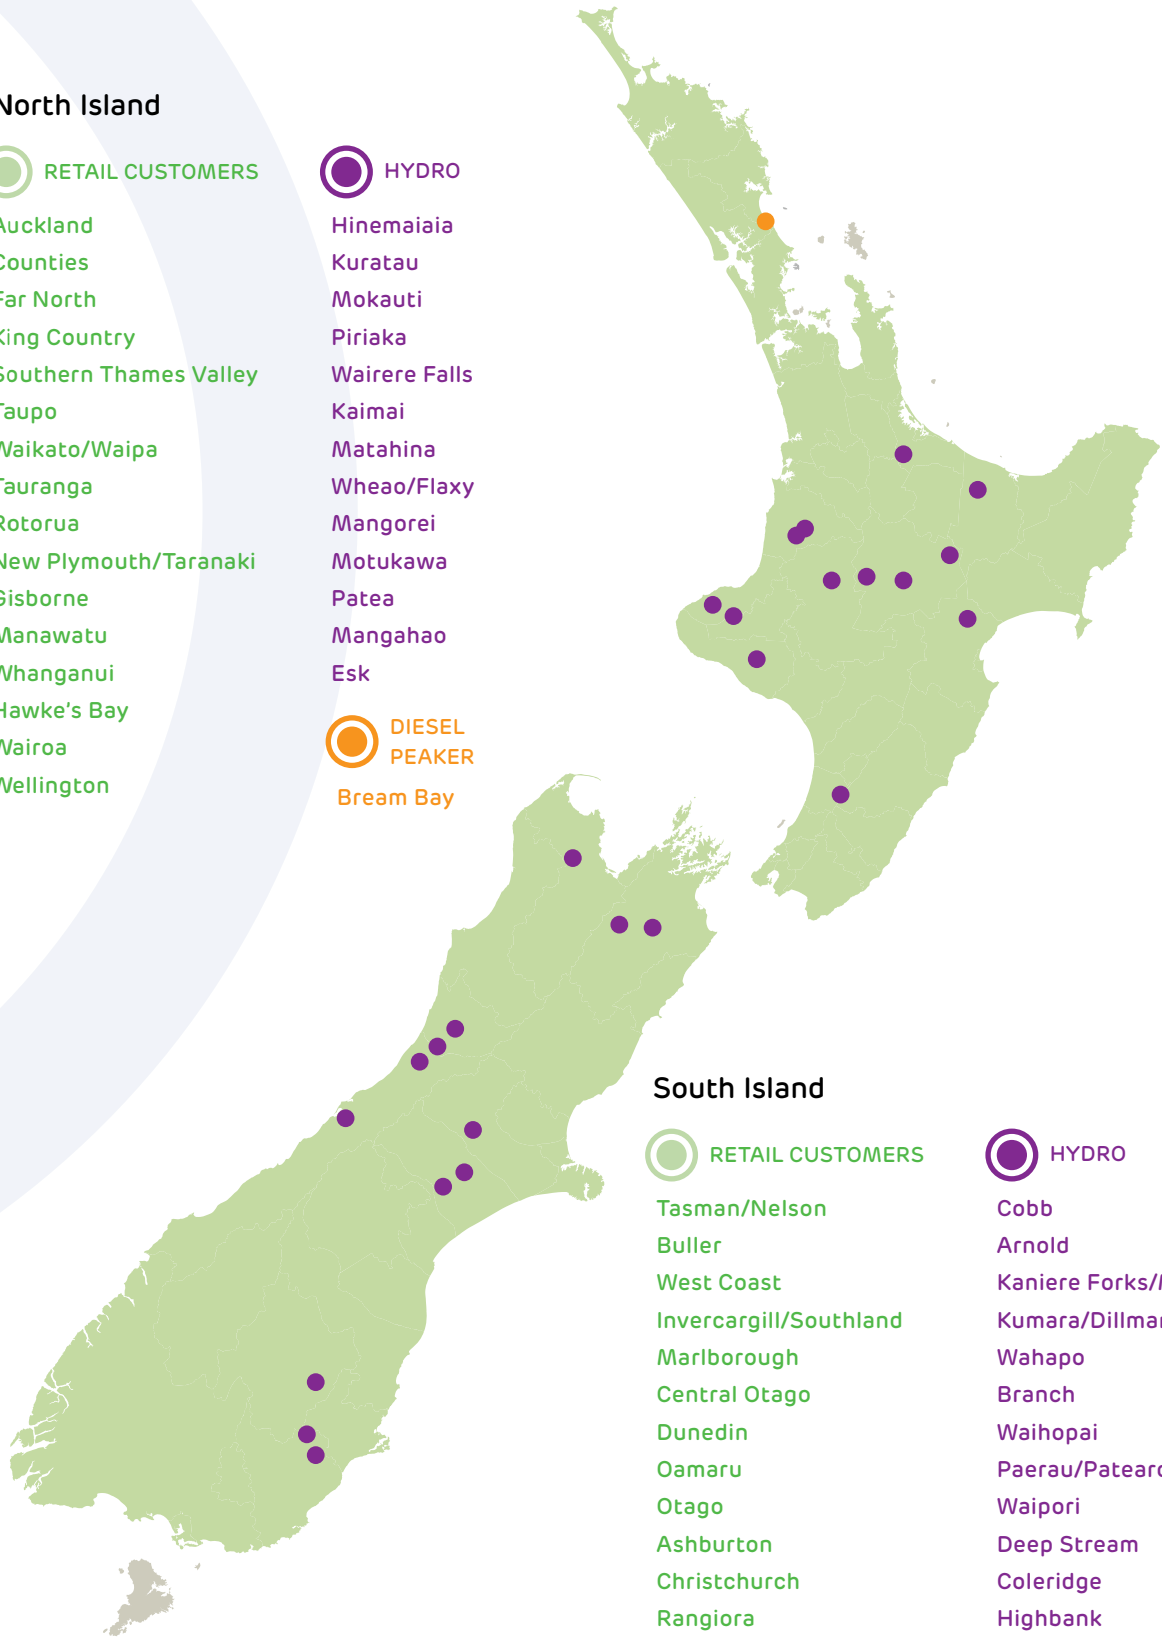 North Island
RETAIL CUSTOMERS
Auckland
Counties
Far North
King Country
Southern Thames Valley
Taupo
Waikato/Waipa
Tauranga
Rotorua
New Plymouth/Taranaki
Gisborne
Manawatu
Whanganui
Hawke's Bay
Wairoa
Wellington
HYDRO
Hinemaiaia
Kuratau
Mokauti
Piriaka
Wairere Falls
Kaimai
Matahina
Wheao/Flaxy
Mangorei
Motukawa
Patea
Mangahao
Esk
DIESEL
PEAKER
Bream Bay
South Island
RETAIL CUSTOMERS
Tasman/Nelson
Buller
West Coast
Invercargill/Southland
Marlborough
Central Otago
Dunedin
Oamaru
Otago
Ashburton
Christchurch
Rangiora
HYDRO
Cobb
Arnold
Kaniere Forks/
Kumara/
Wahapo
Branch
Waihopai
Paerau/
Waipori
Deep Stream
Coleridge
Highbank